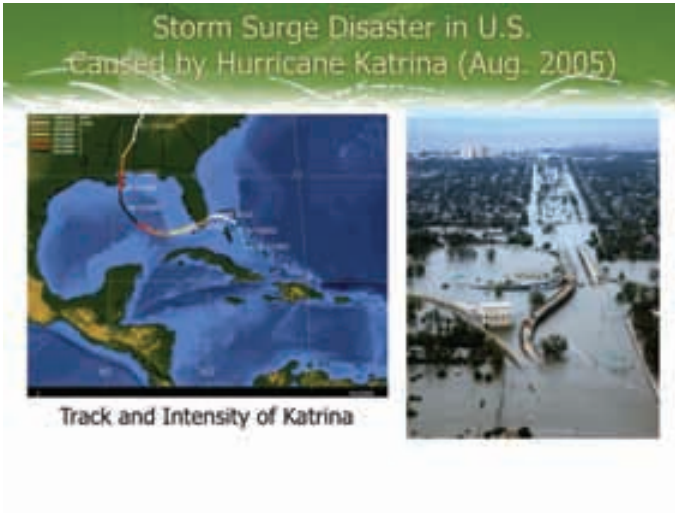 Storm Surge Disaster in U.S.
Caused by Hurricane Katrina (Aug. 2005)
Track and Intensity of Katrina